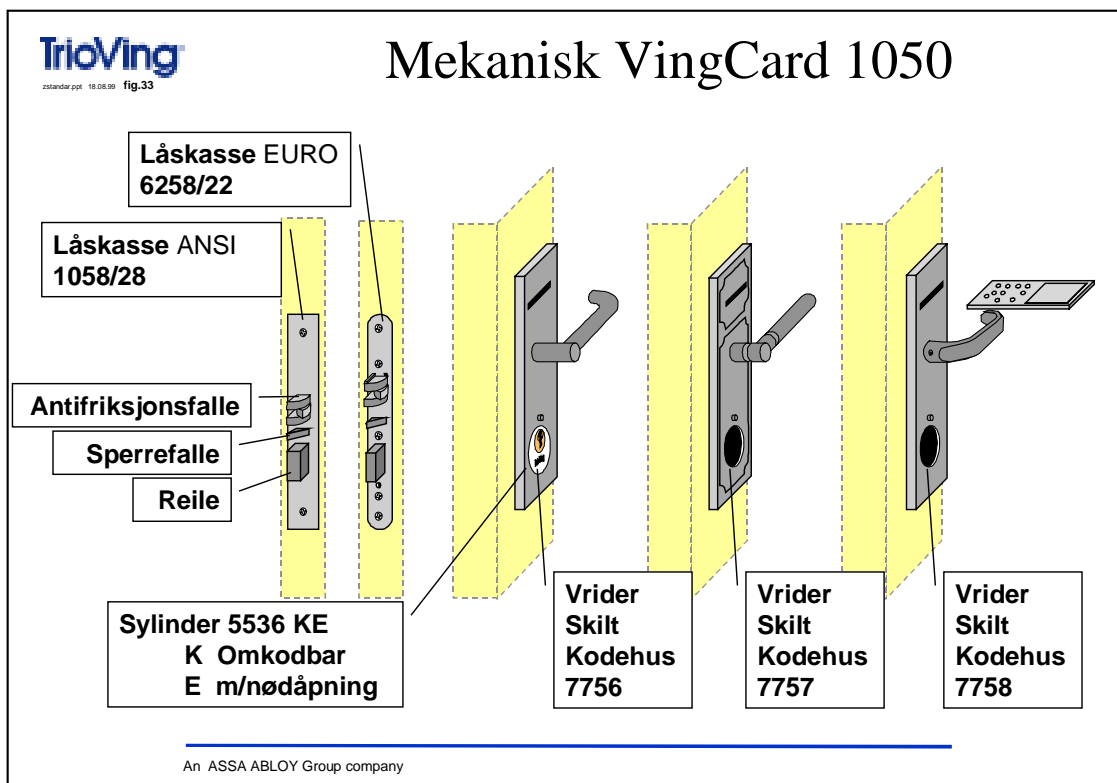 TrioVing
zstandar.ppt 18.08.99 fig.33
Mekanisk VingCard 1050
Låskasse EURO
6258/22
Låskasse ANSI
1058/28
Antifriksjonsfalle
Sperrefalle
Reile
Sylinder 5536 KE
K Omkodbar
E m/nødåpning
Vrider
Skilt
Kodehus
7756
Vrider
Skilt
Kodehus
7757
Vrider
Skilt
Kodehus
7758
An ASSA ABLOY Group company